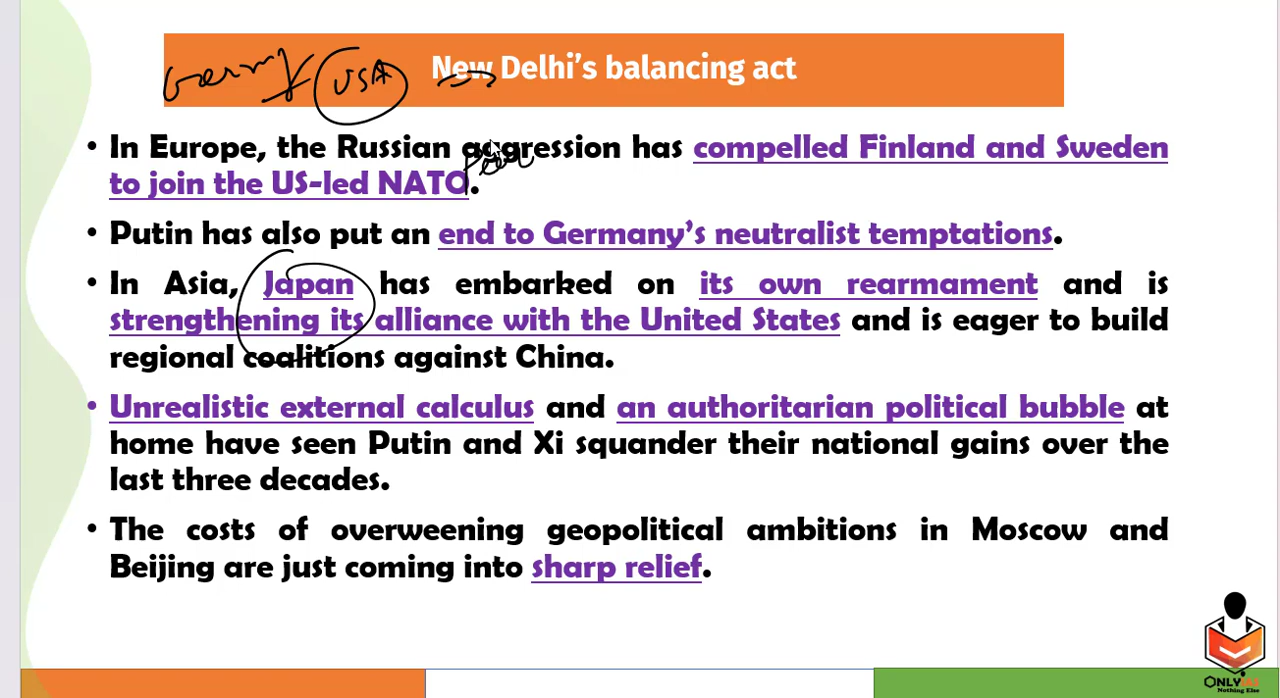 Germny USA New Delhi's balancing act
• In Europe, the Russian aggression has compelled Finland and Sweden
to join the US-led NATO.
• Putin has also put an end to Germany's neutralist temptations.
• In Asia, Japan has embarked on its own rearmament and is
strengthening its alliance with the United States and is eager to build
regional coalitions against China.
• Unrealistic external calculus and an authoritarian political bubble at
home have seen Putin and Xi squander their national gains over the
last three decades.
• The costs of overweening geopolitical ambitions in Moscow and
Beijing are just coming into sharp relief.
Nothing Else